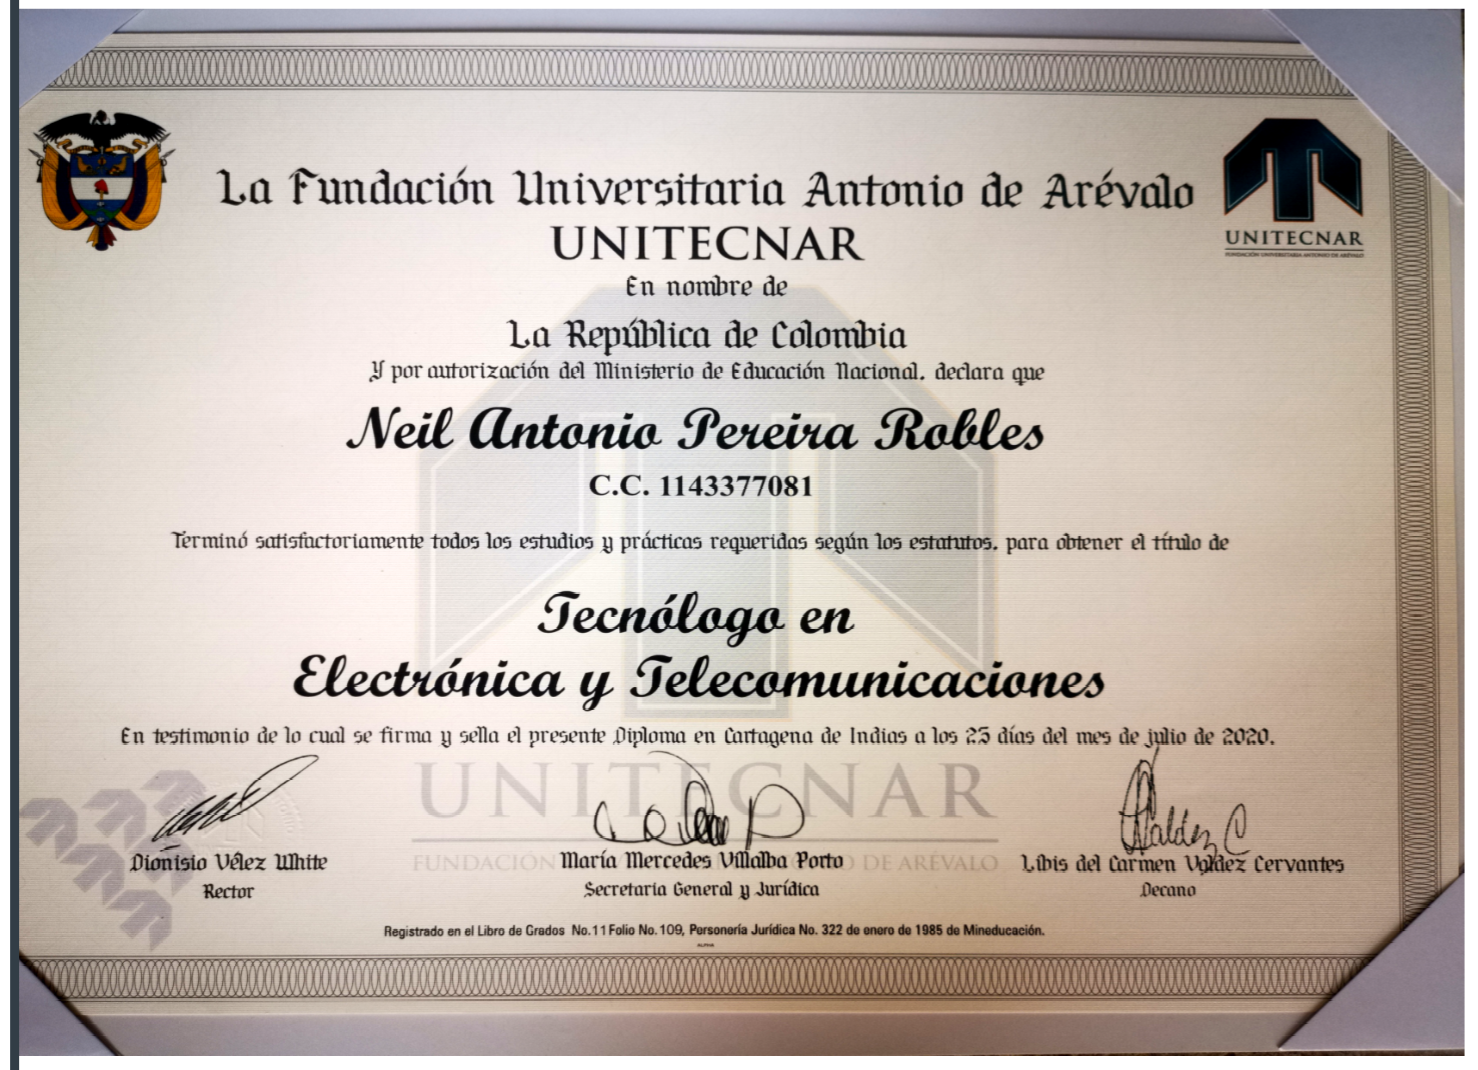 La Fundación Universitaria Antonio de Arévalo
UNITECNAR
UNITECNAR
FUNDACIÓN UNIVERSITARIA ANTONIO DE ARÉVALO
En nombre de
La República de Colombia
Y por autorización del Ministerio de Educación Nacional, declara que
Neil Antonio Pereira Robles
C.C. 1143377081
Terminó satisfactoriamente todos los estudios y prácticas requeridas según los estatutos, para obtener el título de
Tecnólogo en
Electrónica y Telecomunicaciones
En testimonio de lo cual se firma y sella el presente Diploma en Cartagena de Indias a los 23 días del mes de julio de 2020.
UNITECNAR
FUNDACIÓN DE ARÉVALO
Dionisio Vélez White
Rector
María Mercedes Villalba Porto
Secretaria General y Jurídica
Libis del Carmen Valdez Cervantes
Decano
Registrado en el Libro de Grados No. 11 Folio No. 109, Personería Jurídica No. 322 de enero de 1985 de Mineducación.